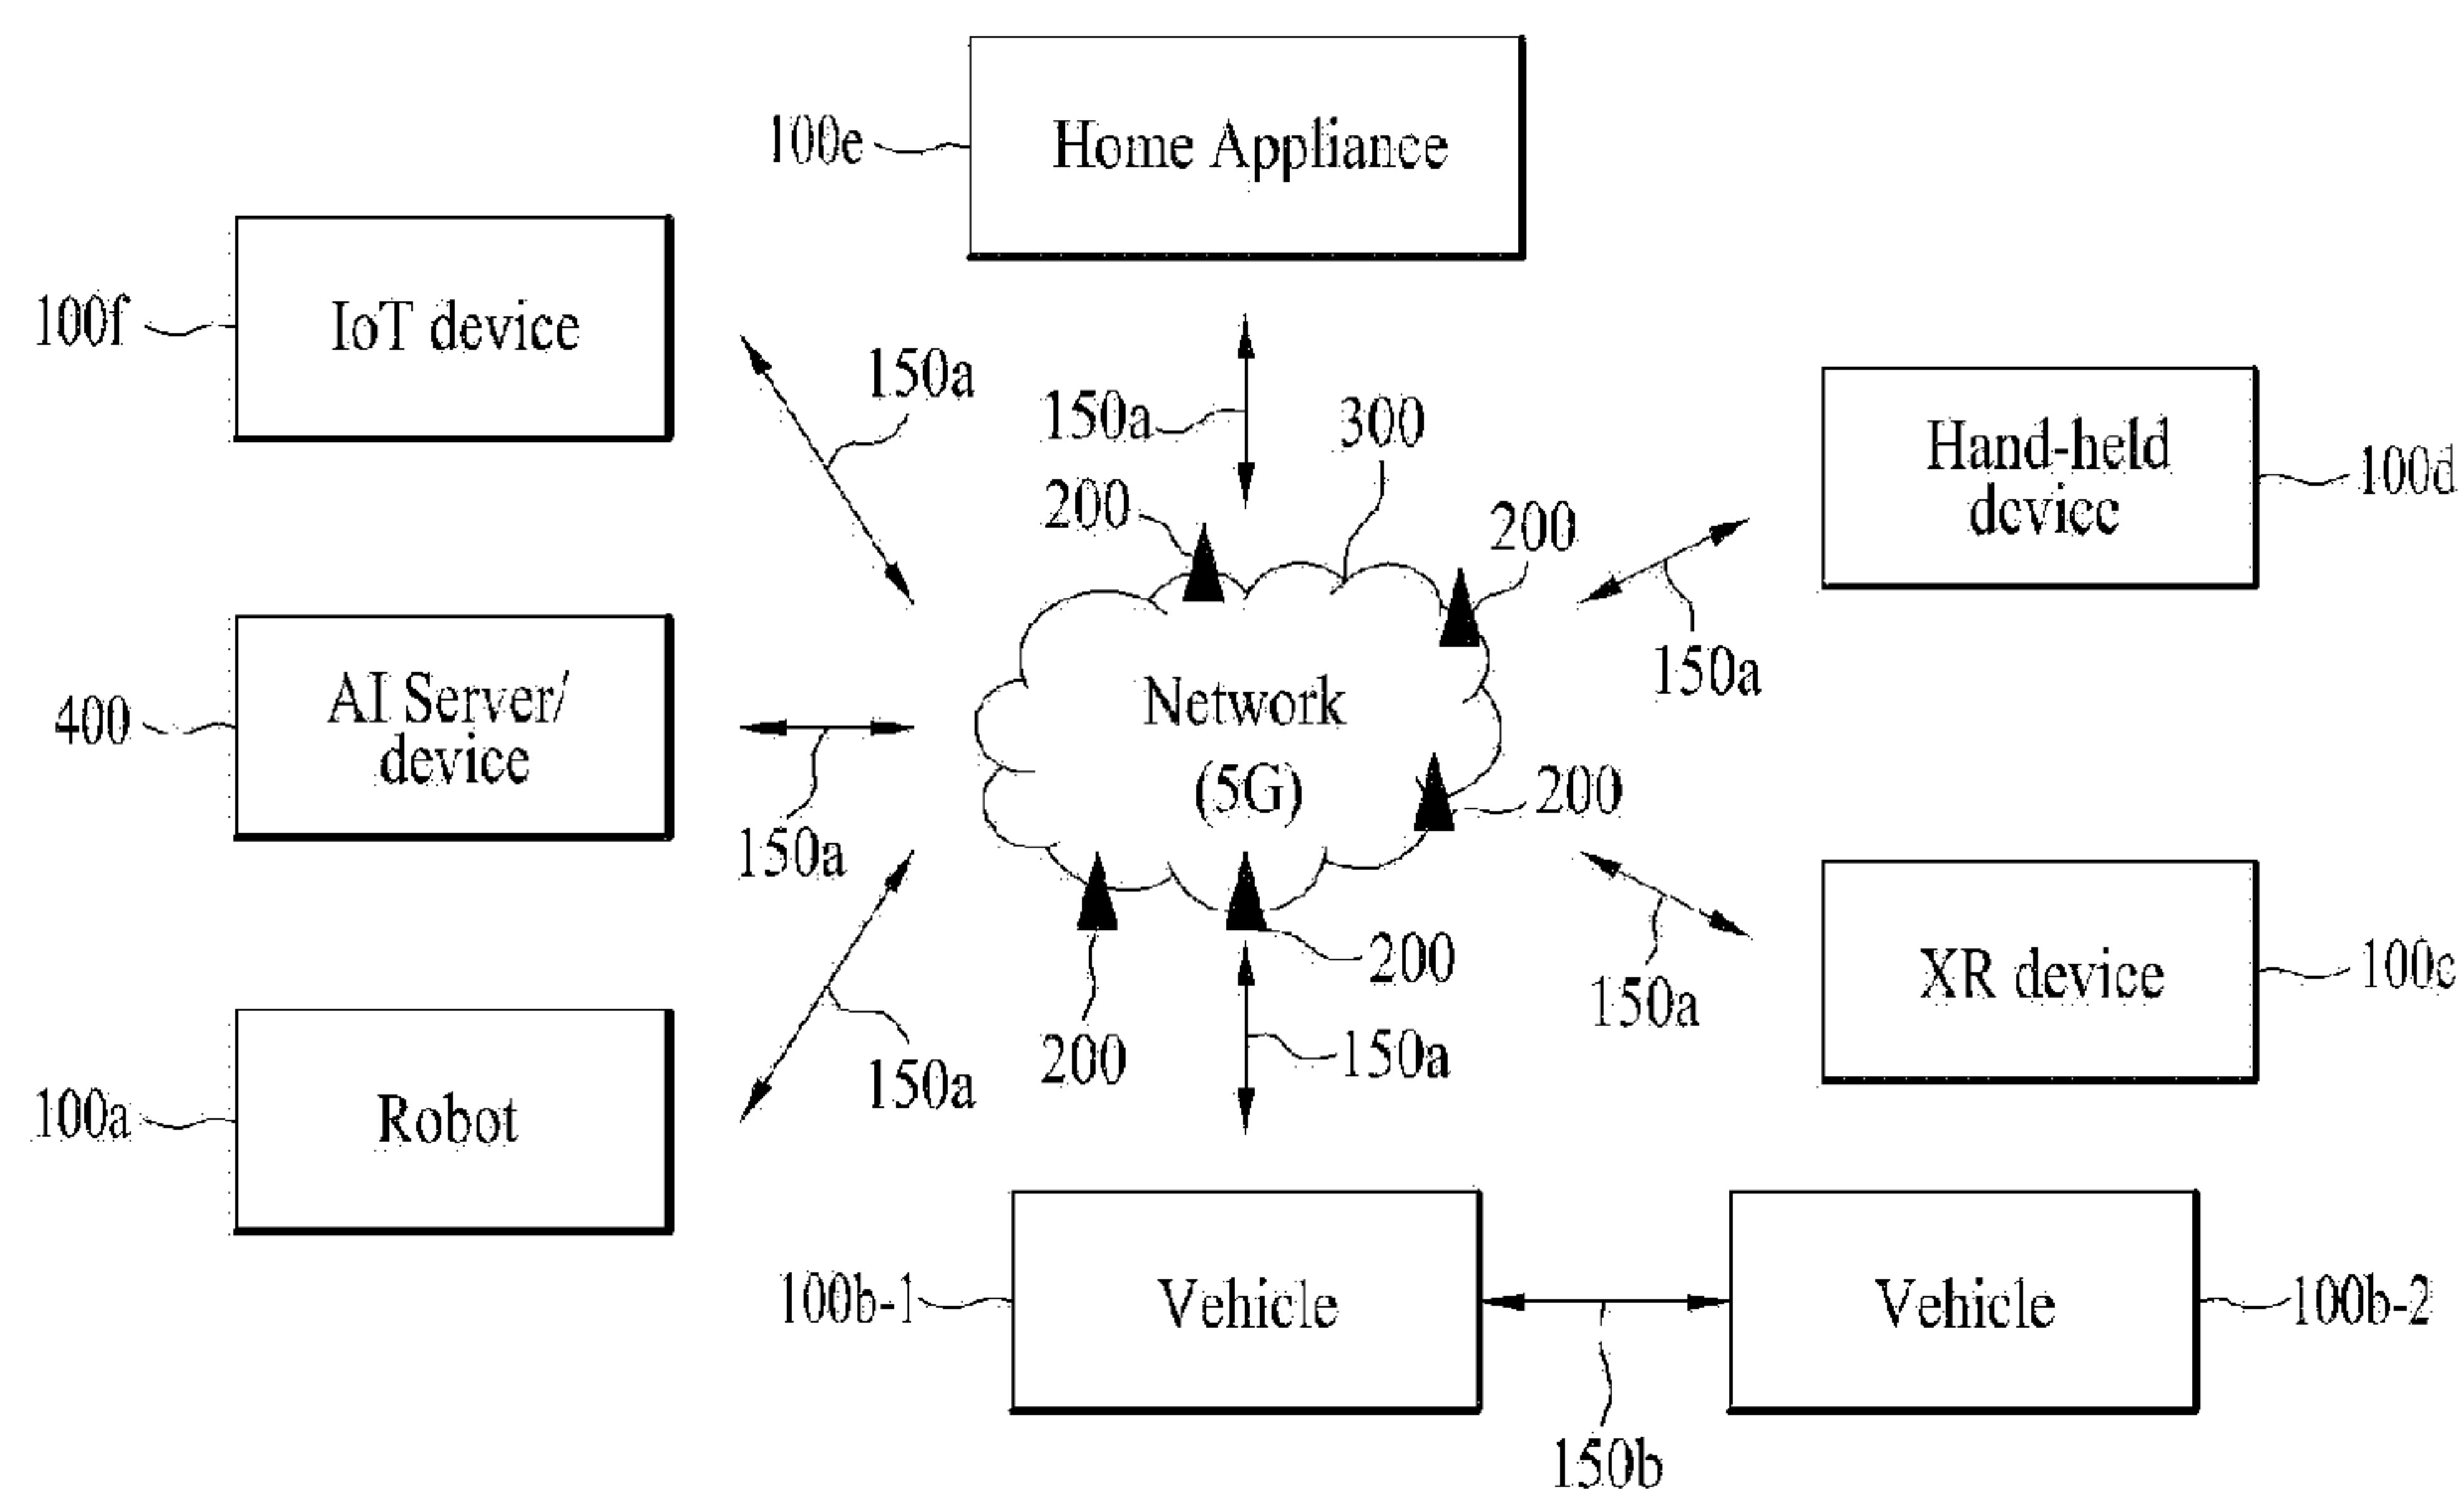 100e
Home Appliance
100f
IoT device
150a
150a
300
Hand-held
device
100d
200
200
150a
400
AI Server/
device
Network
(5G)
200
150a
200
150a
XR device
100c
100a
Robot
150a
200
150a
100b-1
Vehicle
Vehicle
100b-2
150b